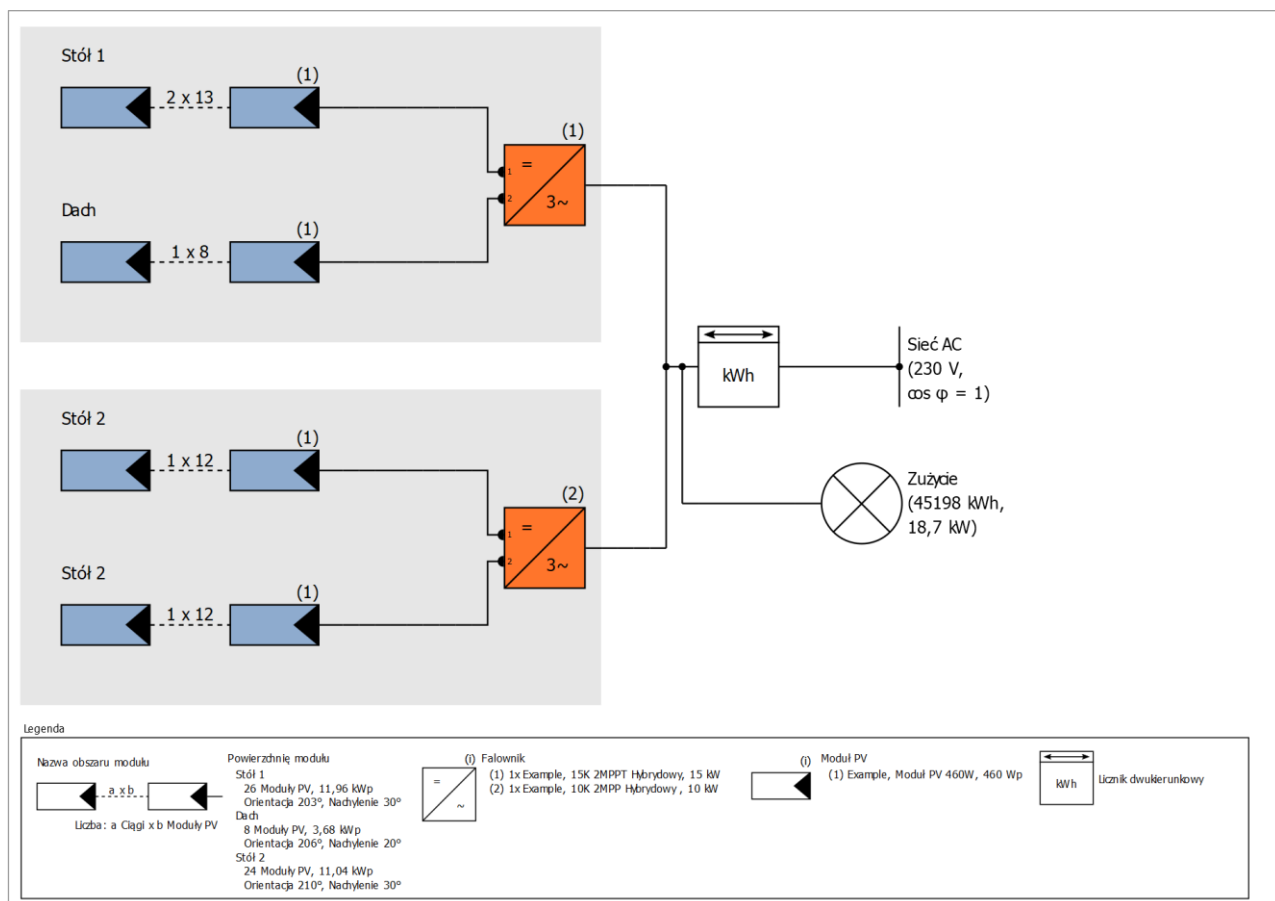 Stół 1
(1)
2 x 13
(1)
=
1
2
3~
Dach
(1)
1 x 8
Sieć AC
(230 V,
cos φ = 1)
kWh
Stół 2
(1)
1 x 12
(2)
=
1
2
3~
Zużycie
(45198 kWh,
18,7 kW)
Stół 2
(1)
1 x 12
Legenda
Nazwa obszaru modułu
a x b
Liczba: a Ciągi x b Moduły PV
Powierzchnię modułu
Stół 1
26 Moduły PV, 11,96 kWp
Orientacja 203°, Nachylenie 30°
Dach
8 Moduły PV, 3,68 kWp
Orientacja 206°, Nachylenie 20°
Stół 2
24 Moduły PV, 11,04 kWp
Orientacja 210°, Nachylenie 30°
(i) Falownik
=
~
(1) 1x Example, 15K 2MPPT Hybrydowy, 15 kW
(2) 1x Example, 10K 2MPP Hybrydowy , 10 kW
(i) Moduł PV
(1) Example, Moduł PV 460W, 460 Wp
kWh
Licznik dwukierunkowy